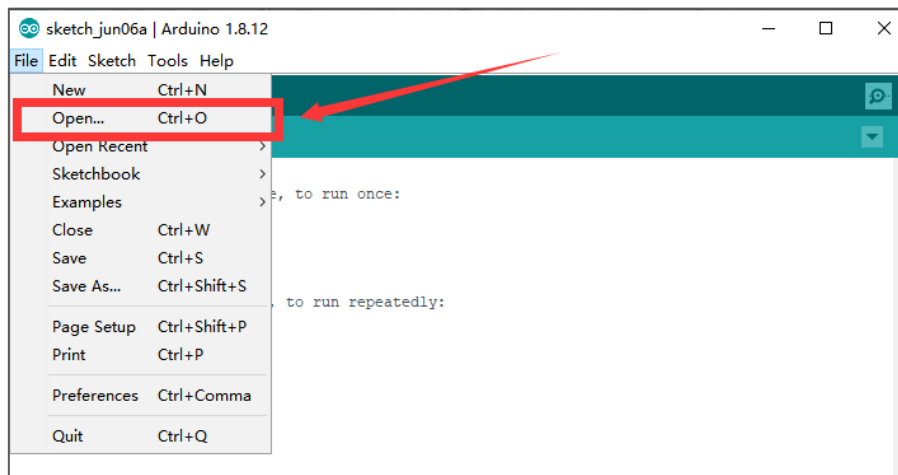 sketch_jun06a | Arduino 1.8.12
File Edit Sketch Tools Help
New Ctrl+N
Open... Ctrl+O
Open Recent
Sketchbook
Examples
, to run once:
Close Ctrl+W
Save Ctrl+S
Save As... Ctrl+Shift+S
, to run repeatedly:
Page Setup Ctrl+Shift+P
Print Ctrl+P
Preferences Ctrl+Comma
Quit Ctrl+Q